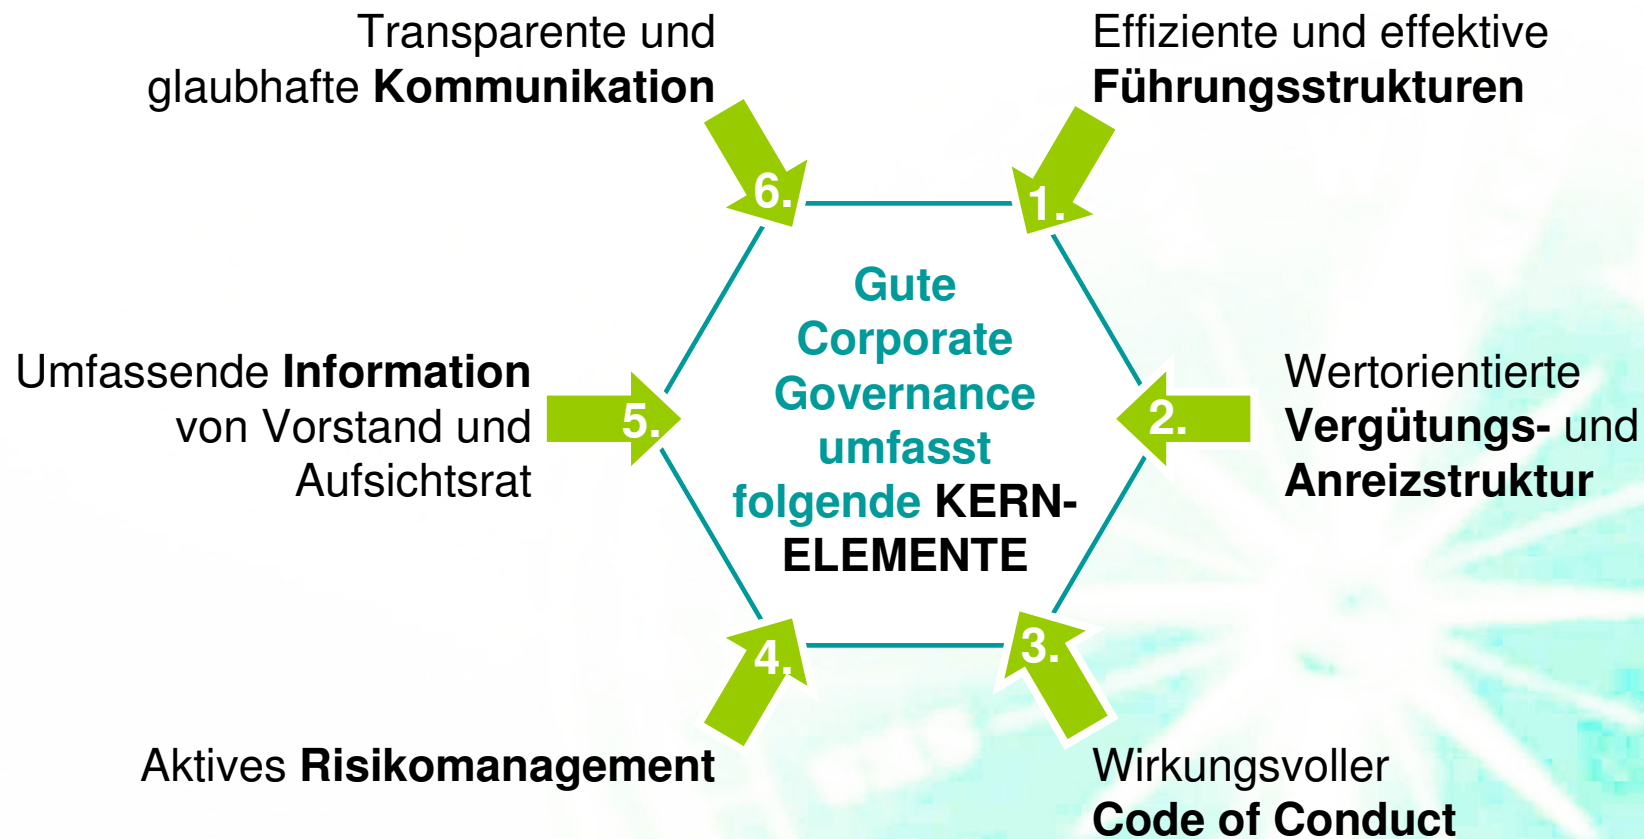 Transparente und
glaubhafte Kommunikation
Effiziente und effektive
Führungsstrukturen
6.
1.
Gute
Corporate
Governance
umfasst
folgende KERN-
ELEMENTE
Umfassende Information
von Vorstand und
Aufsichtsrat
5.
2.
Wertorientierte
Vergütungs- und
Anreizstruktur
4.
3.
Aktives Risikomanagement
Wirkungsvoller
Code of Conduct